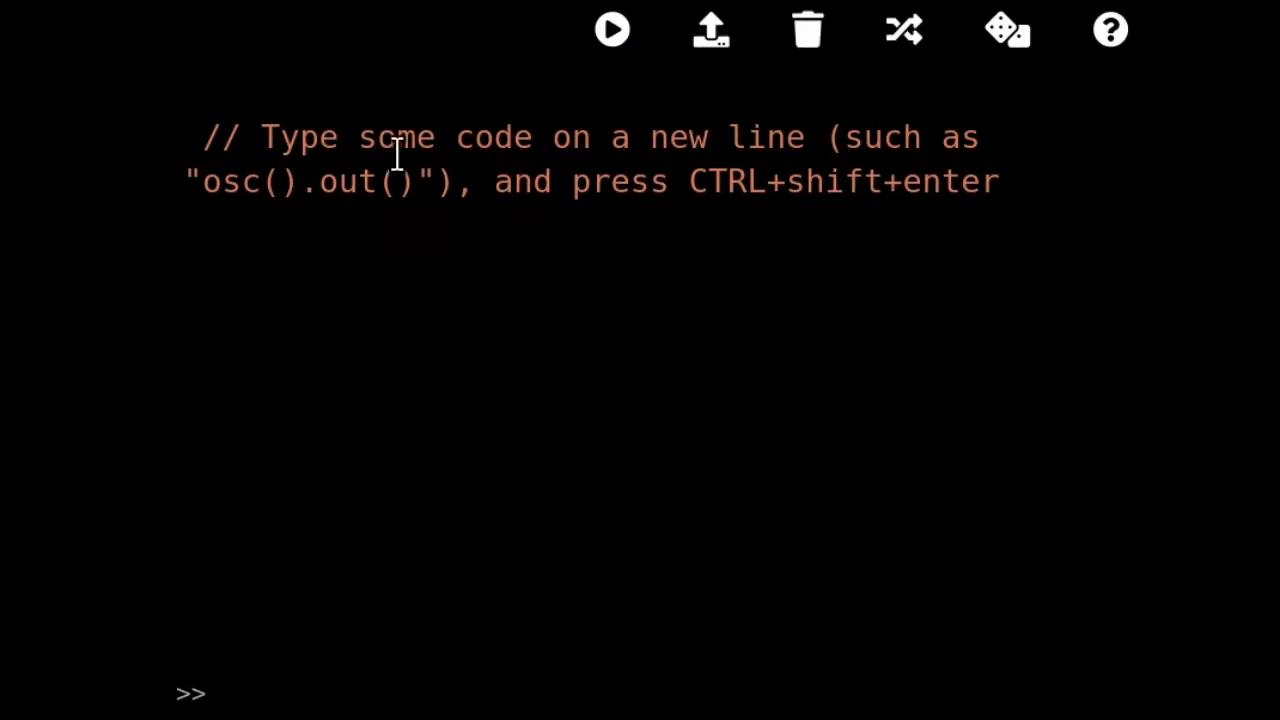 // Type some code on a new line (such as
"osc().out()"), and press CTRL+shift+enter
>>